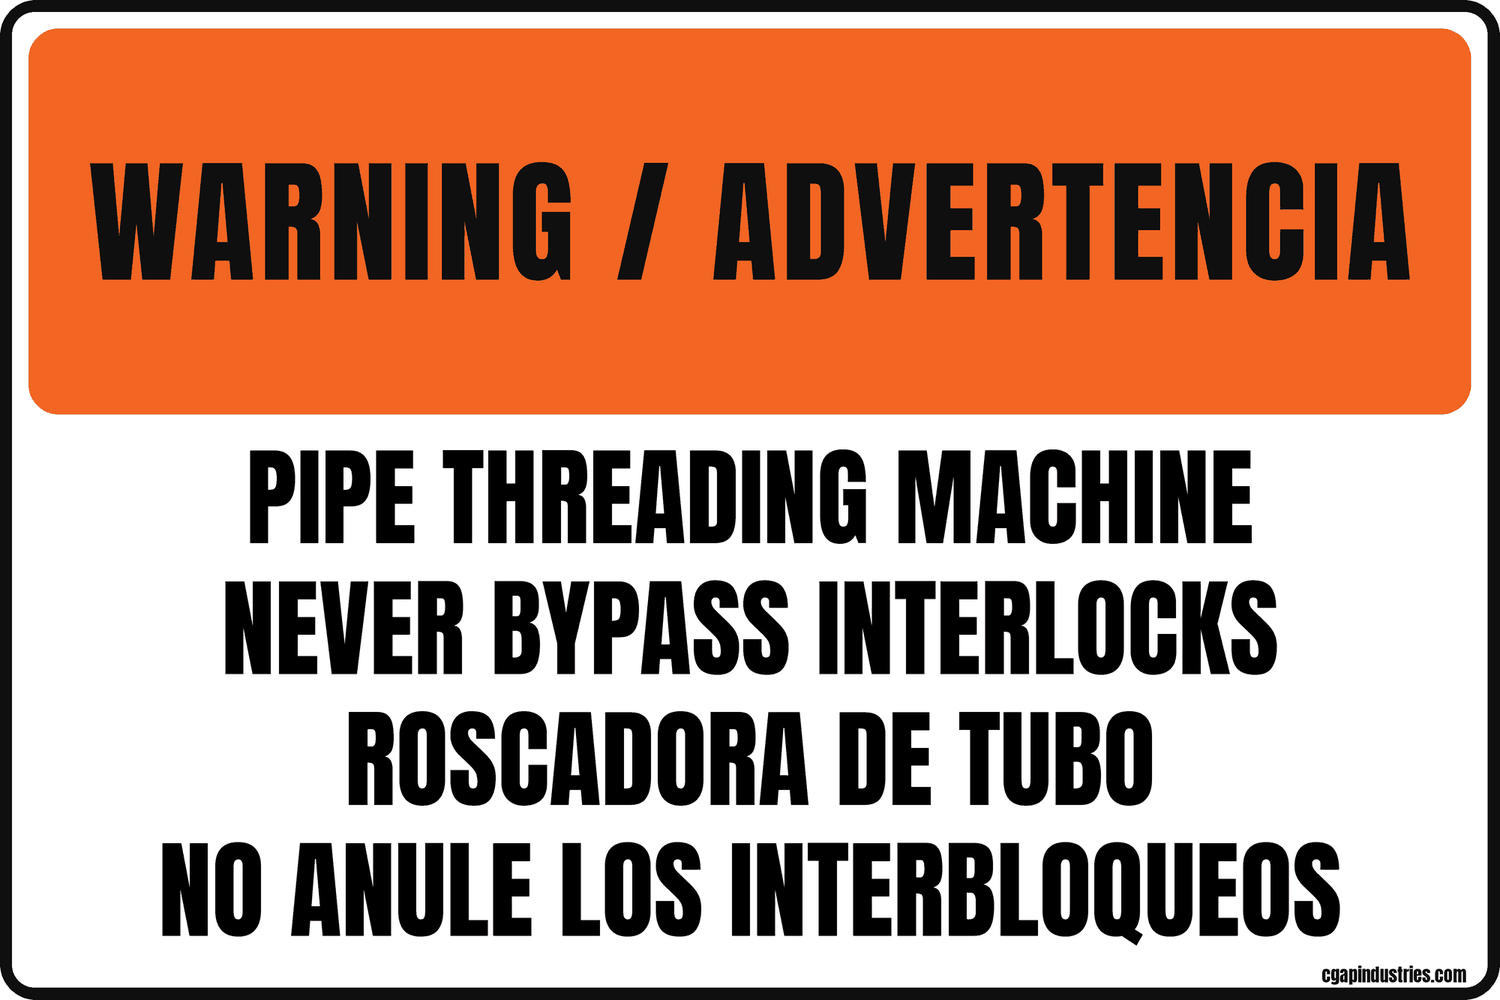 WARNING / ADVERTENCIA
PIPE THREADING MACHINE
NEVER BYPASS INTERLOCKS
ROSCADORA DE TUBO
NO ANULE LOS INTERBLOQUEOS
cgapindustries.com